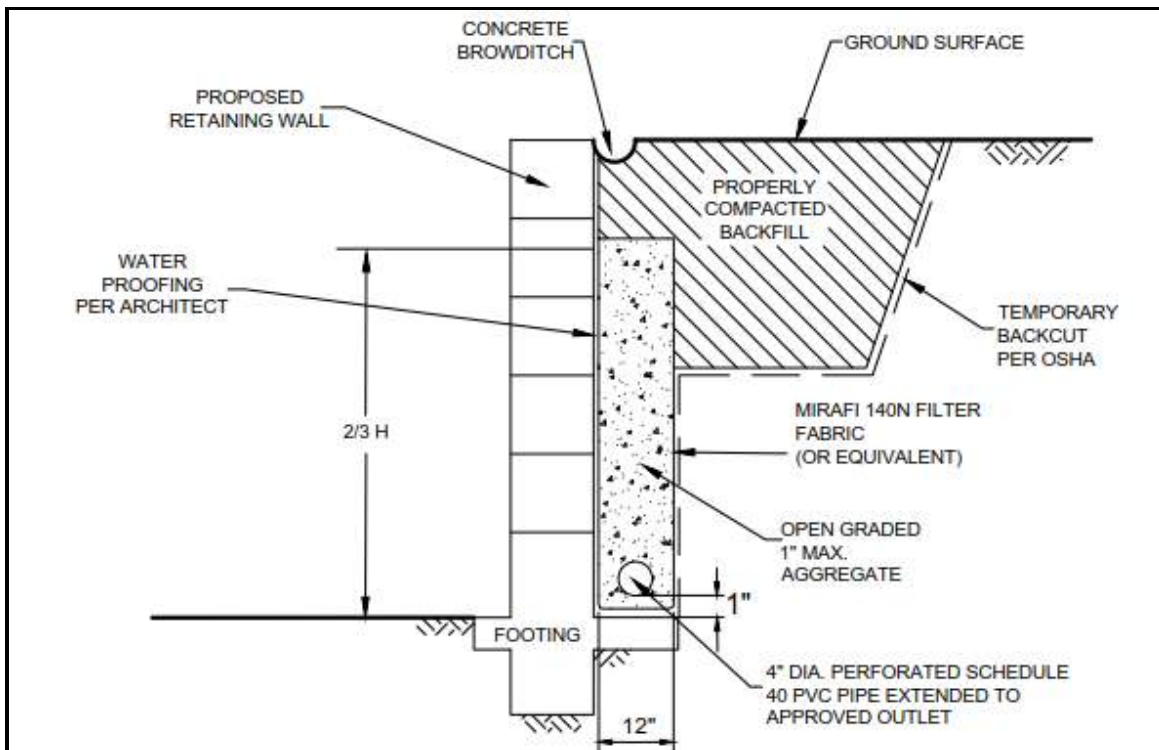 CONCRETE
BROWDITCH
GROUND SURFACE
PROPOSED
RETAINING WALL
PROPERLY
COMPACTED
BACKFILL
WATER
PROOFING
PER ARCHITECT
TEMPORARY
BACKCUT
PER OSHA
2/3 H
MIRAFI 140N FILTER
FABRIC
(OR EQUIVALENT)
OPEN GRADED
1" MAX.
AGGREGATE
1"
FOOTING
4" DIA. PERFORATED SCHEDULE
40 PVC PIPE EXTENDED TO
APPROVED OUTLET
12"